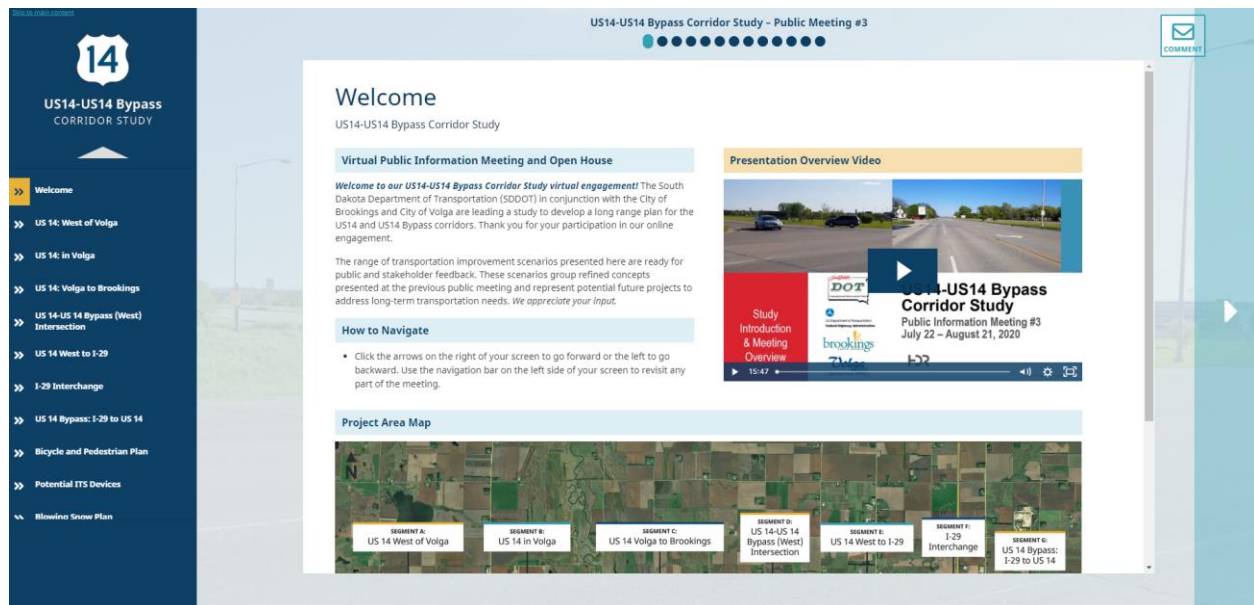 Skip to main content
14
US14-US14 Bypass
CORRIDOR STUDY
Welcome
US 14: West of Volga
US 14: in Volga
US 14: Volga to Brookings
US 14-US 14 Bypass (West)
Intersection
US 14 West to I-29
I-29 Interchange
US 14 Bypass: I-29 to US 14
Bicycle and Pedestrian Plan
Potential ITS Devices
Blowing Snow Plan
US14-US14 Bypass Corridor Study – Public Meeting #3
COMMENT
Welcome
US14-US14 Bypass Corridor Study
Virtual Public Information Meeting and Open House
Welcome to our US14-US14 Bypass Corridor Study virtual engagement! The South
Dakota Department of Transportation (SDDOT) in conjunction with the City of
Brookings and City of Volga are leading a study to develop a long range plan for the
US14 and US14 Bypass corridors. Thank you for your participation in our online
engagement.
The range of transportation improvement scenarios presented here are ready for
public and stakeholder feedback. These scenarios group refined concepts
presented at the previous public meeting and represent potential future projects to
address long-term transportation needs. We appreciate your input.
How to Navigate
• Click the arrows on the right of your screen to go forward or the left to go
backward. Use the navigation bar on the left side of your screen to revisit any
part of the meeting.
Presentation Overview Video
Study
Introduction
& Meeting
Overview
DOT
brookings
Volga
US14-US14 Bypass
Corridor Study
Public Information Meeting #3
July 22 – August 21, 2020
HDR
15:47
Project Area Map
N
SEGMENT A:
US 14 West of Volga
SEGMENT B:
US 14 in Volga
SEGMENT C:
US 14 Volga to Brookings
SEGMENT D:
US 14-US 14
Bypass (West)
Intersection
SEGMENT E:
US 14 West to I-29
SEGMENT F:
I-29
Interchange
SEGMENT G:
US 14 Bypass:
I-29 to US 14